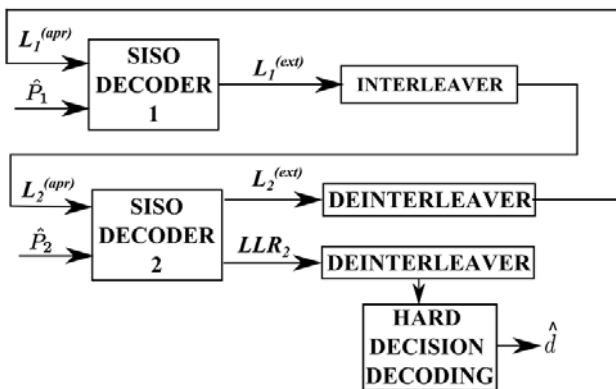 L₁⁽ᵃᵖʳ⁾
P̂₁
SISO
DECODER
1
L₁⁽ᵉˣᵗ⁾
INTERLEAVER
L₂⁽ᵃᵖʳ⁾
P̂₂
SISO
DECODER
2
L₂⁽ᵉˣᵗ⁾
DEINTERLEAVER
LLR₂
DEINTERLEAVER
HARD
DECISION
DECODING
d̂